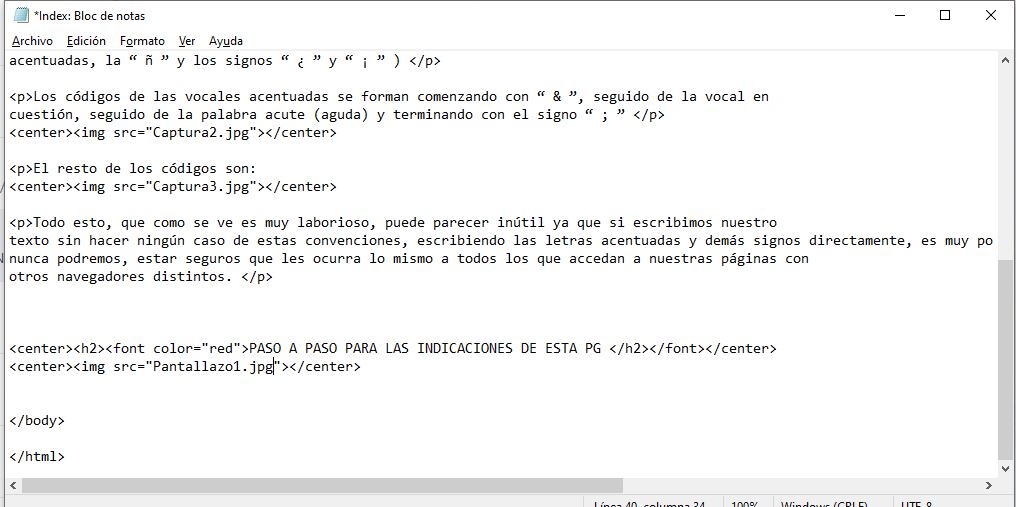 *Index: Bloc de notas
Archivo Edición Formato Ver Ayuda
acentuadas, la “ ñ ” y los signos “ ¿ ” y “ ¡ ” ) </p>
<p>Los códigos de las vocales acentuadas se forman comenzando con “ & ”, seguido de la vocal en
cuestión, seguido de la palabra acute (aguda) y terminando con el signo “ ; ” </p>
<center><img src="Captura2.jpg"></center>
<p>El resto de los códigos son:
<center><img src="Captura3.jpg"></center>
<p>Todo esto, que como se ve es muy laborioso, puede parecer inútil ya que si escribimos nuestro
texto sin hacer ningún caso de estas convenciones, escribiendo las letras acentuadas y demás signos directamente, es muy po
nunca podremos, estar seguros que les ocurra lo mismo a todos los que accedan a nuestras páginas con
otros navegadores distintos. </p>
<center><h2><font color="red">PASO A PASO PARA LAS INDICACIONES DE ESTA PG </h2></font></center>
<center><img src="Pantallazo1.jpg"></center>
</body>
</html>
Línea 40, columna 34 100% Windows (CRLF) UTF-8